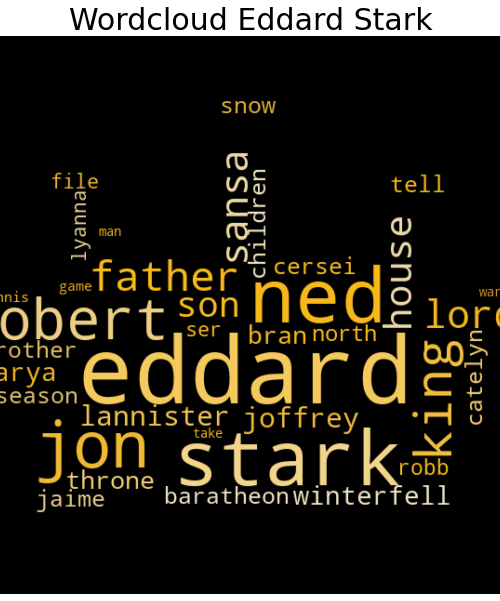 Wordcloud Eddard Stark
snow
file
tell
sansa
children
lyanna
man
house
cersei
father
game
ned
son
nnis
war
obert
lord
ser
bran
north
rother
eddard
king
catelyn
arya
season
lannister
joffrey
jon
take
stark
robb
throne
jaime
baratheon
winterfell